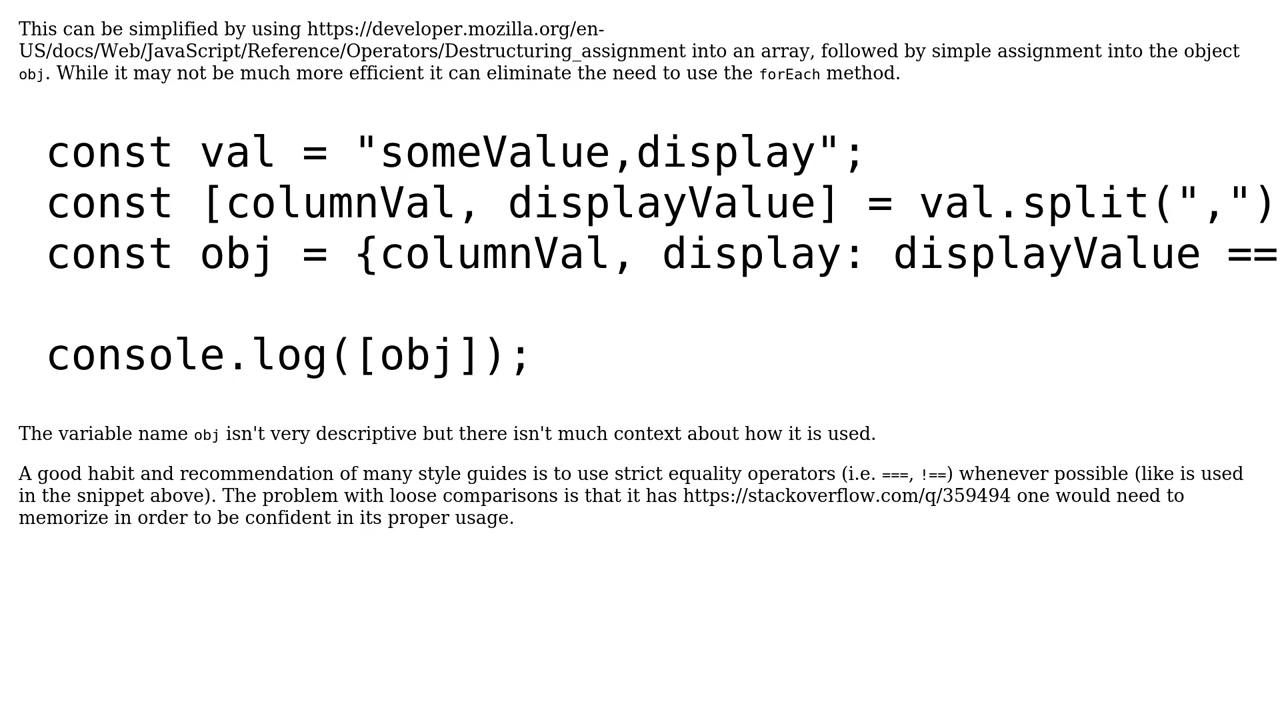 This can be simplified by using https://developer.mozilla.org/en-
US/docs/Web/JavaScript/Reference/Operators/Destructuring_assignment into an array, followed by simple assignment into the object
obj. While it may not be much more efficient it can eliminate the need to use the forEach method.
const val = "someValue,display";
const [columnVal, displayValue] = val.split(",")
const obj = {columnVal, display: displayValue ==
console.log([obj]);
The variable name obj isn't very descriptive but there isn't much context about how it is used.
A good habit and recommendation of many style guides is to use strict equality operators (i.e. ===, !==) whenever possible (like is used
in the snippet above). The problem with loose comparisons is that it has https://stackoverflow.com/q/359494 one would need to
memorize in order to be confident in its proper usage.